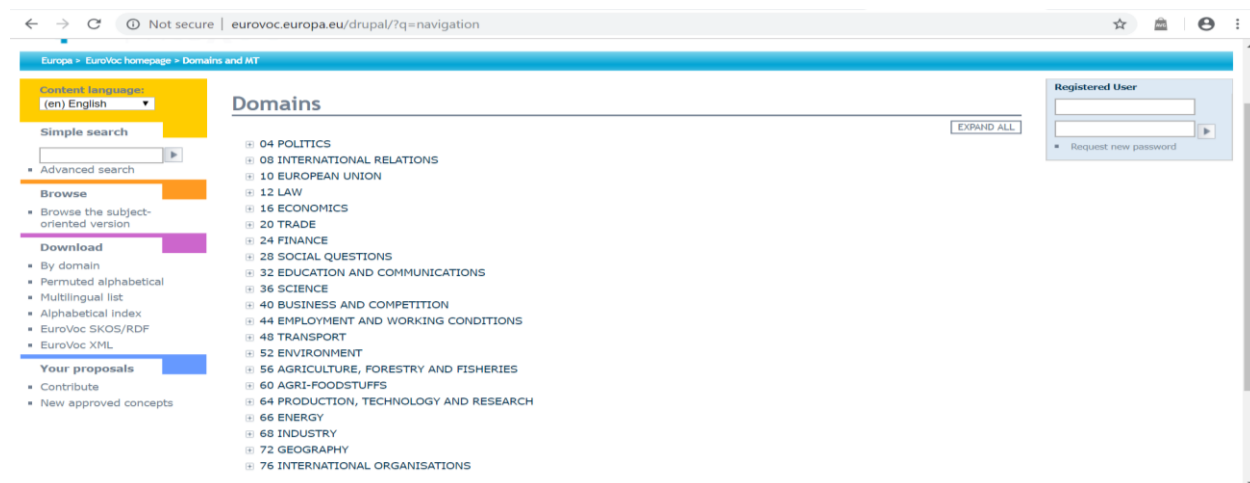 Not secure | eurovoc.europa.eu/drupal/?q=navigation
Europa > EuroVoc homepage > Domains and MT
Content language:
(en) English
Simple search
Advanced search
Browse
Browse the subject-
oriented version
Download
By domain
Permuted alphabetical
Multilingual list
Alphabetical index
EuroVoc SKOS/RDF
EuroVoc XML
Your proposals
Contribute
New approved concepts
Domains
EXPAND ALL
04 POLITICS
08 INTERNATIONAL RELATIONS
10 EUROPEAN UNION
12 LAW
16 ECONOMICS
20 TRADE
24 FINANCE
28 SOCIAL QUESTIONS
32 EDUCATION AND COMMUNICATIONS
36 SCIENCE
40 BUSINESS AND COMPETITION
44 EMPLOYMENT AND WORKING CONDITIONS
48 TRANSPORT
52 ENVIRONMENT
56 AGRICULTURE, FORESTRY AND FISHERIES
60 AGRI-FOODSTUFFS
64 PRODUCTION, TECHNOLOGY AND RESEARCH
66 ENERGY
68 INDUSTRY
72 GEOGRAPHY
76 INTERNATIONAL ORGANISATIONS
Registered User
Request new password